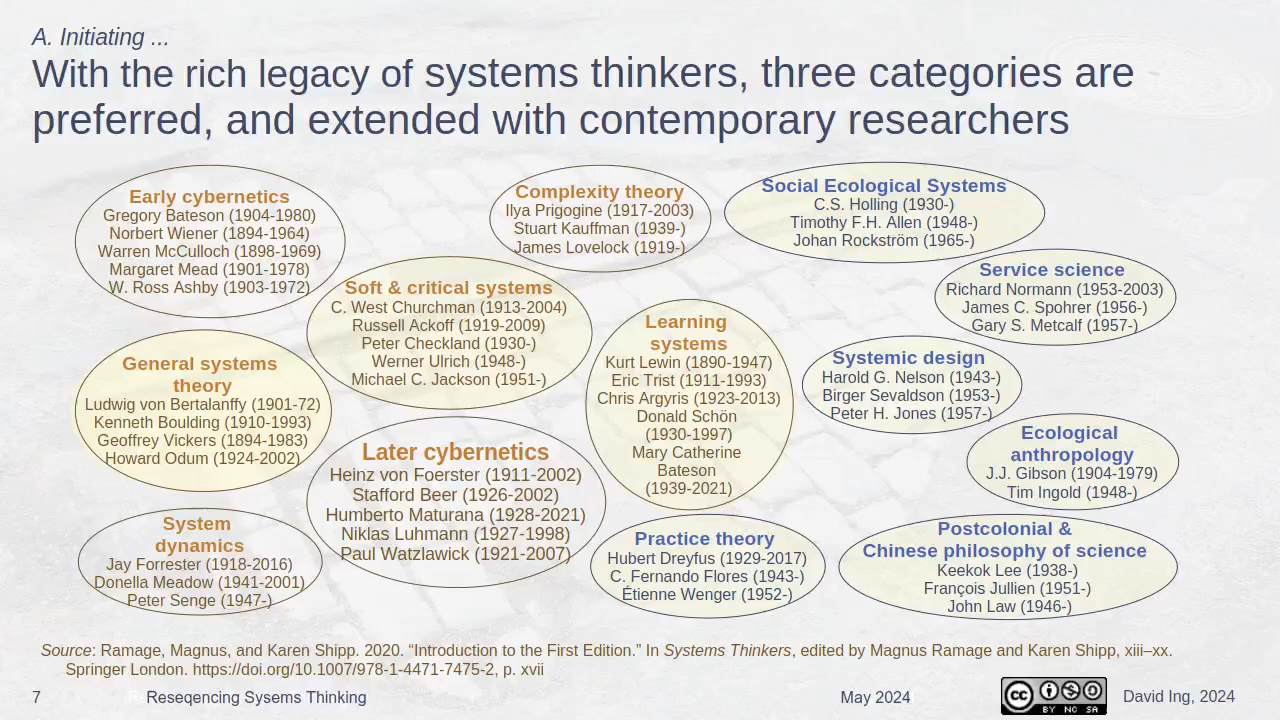 A. Initiating ...
With the rich legacy of systems thinkers, three categories are
preferred, and extended with contemporary researchers
Early cybernetics
Gregory Bateson (1904-1980)
Norbert Wiener (1894-1964)
Warren McCulloch (1898-1969)
Margaret Mead (1901-1978)
W. Ross Ashby (1903-1972)
Complexity theory
Ilya Prigogine (1917-2003)
Stuart Kauffman (1939-)
James Lovelock (1919-)
Social Ecological Systems
C.S. Holling (1930-)
Timothy F.H. Allen (1948-)
Johan Rockström (1965-)
Service science
Richard Normann (1953-2003)
James C. Spohrer (1956-)
Gary S. Metcalf (1957-)
Soft & critical systems
C. West Churchman (1913-2004)
Russell Ackoff (1919-2009)
Peter Checkland (1930-)
Werner Ulrich (1948-)
Michael C. Jackson (1951-)
Learning
systems
Kurt Lewin (1890-1947)
Eric Trist (1911-1993)
Chris Argyris (1923-2013)
Donald Schön
(1930-1997)
Mary Catherine
Bateson
(1939-2021)
Systemic design
Harold G. Nelson (1943-)
Birger Sevaldson (1953-)
Peter H. Jones (1957-)
General systems
theory
Ludwig von Bertalanffy (1901-72)
Kenneth Boulding (1910-1993)
Geoffrey Vickers (1894-1983)
Howard Odum (1924-2002)
Later cybernetics
Heinz von Foerster (1911-2002)
Stafford Beer (1926-2002)
Humberto Maturana (1928-2021)
Niklas Luhmann (1927-1998)
Paul Watzlawick (1921-2007)
Ecological
anthropology
J.J. Gibson (1904-1979)
Tim Ingold (1948-)
System
dynamics
Jay Forrester (1918-2016)
Donella Meadow (1941-2001)
Peter Senge (1947-)
Practice theory
Hubert Dreyfus (1929-2017)
C. Fernando Flores (1943-)
Étienne Wenger (1952-)
Postcolonial &
Chinese philosophy of science
Keekok Lee (1938-)
François Jullien (1951-)
John Law (1946-)
Source: Ramage, Magnus, and Karen Shipp. 2020. “Introduction to the First Edition.” In Systems Thinkers, edited by Magnus Ramage and Karen Shipp, xiii–xx.
Springer London. https://doi.org/10.1007/978-1-4471-7475-2, p. xvii
7 Reseqencing Sysems Thinking May 2024 cc BY NC SA David Ing, 2024